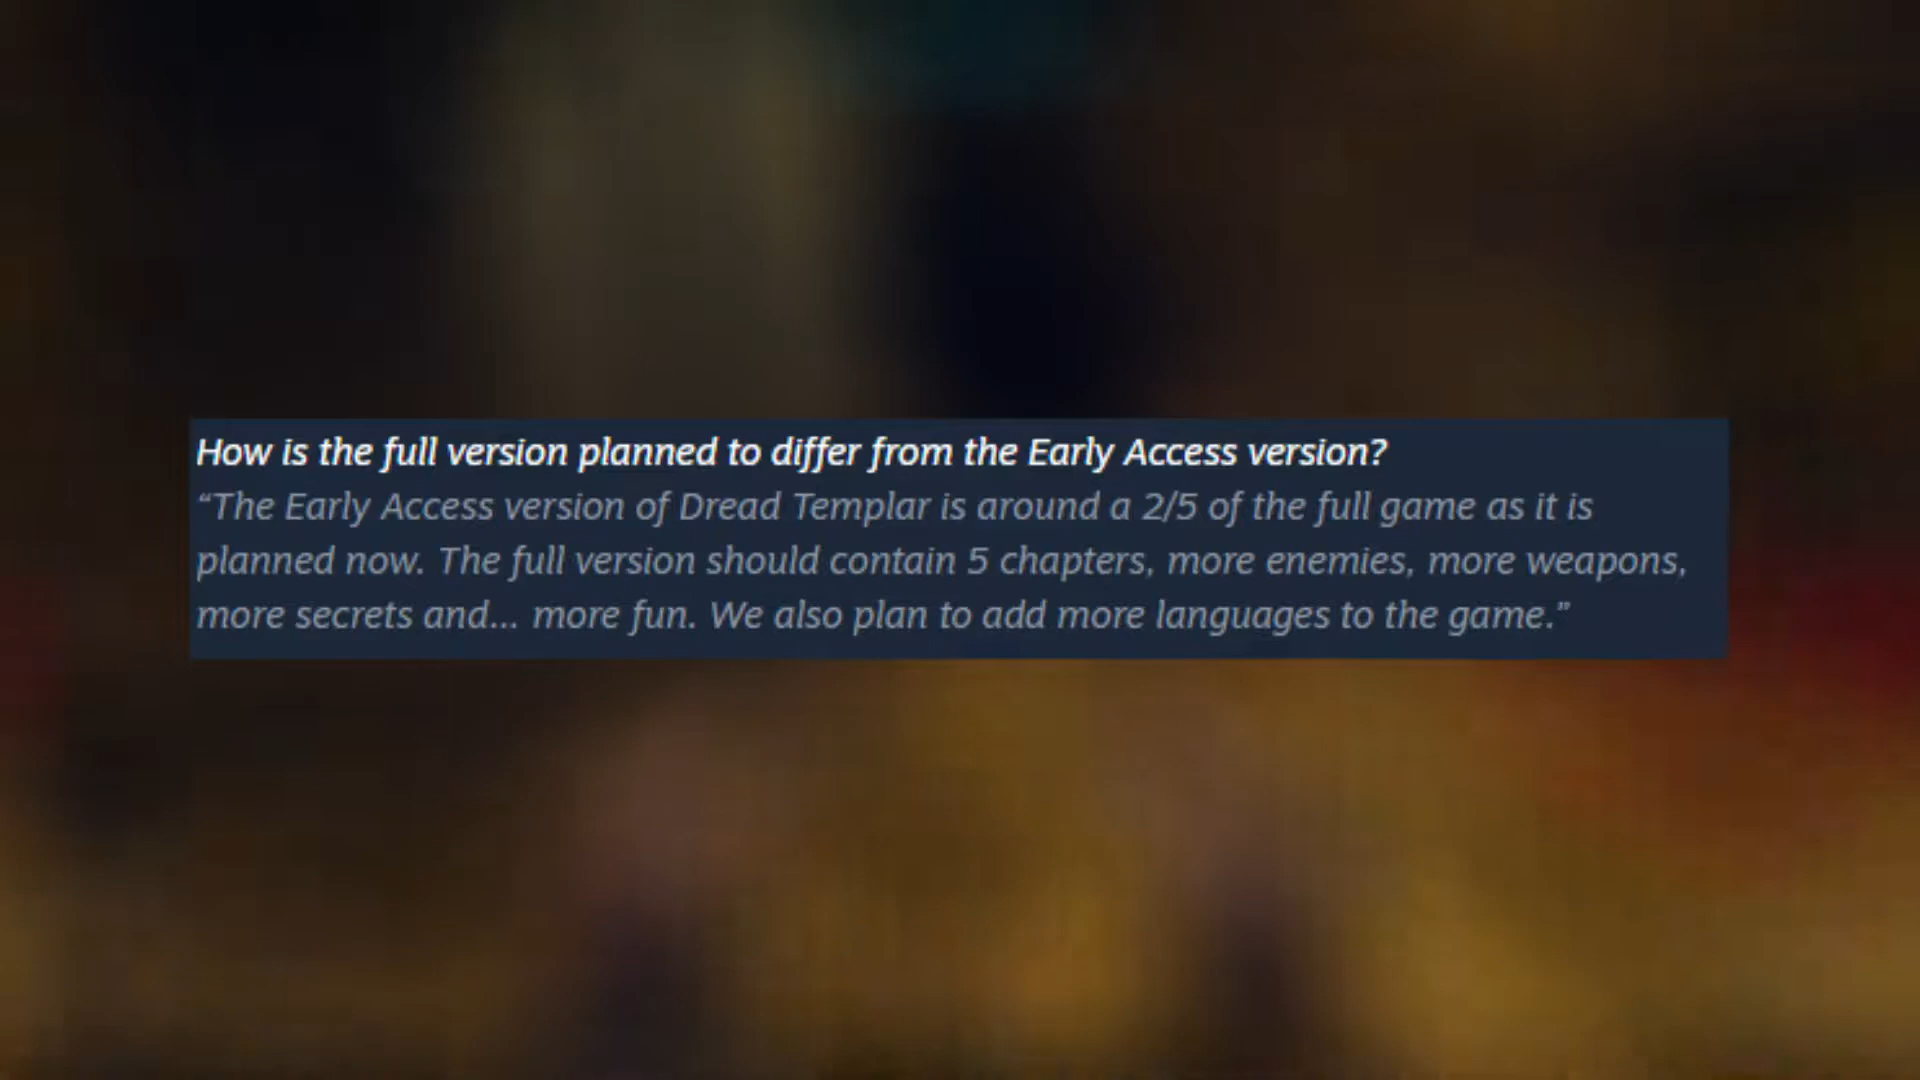 How is the full version planned to differ from the Early Access version?
“The Early Access version of Dread Templar is around a 2/5 of the full game as it is
planned now. The full version should contain 5 chapters, more enemies, more weapons,
more secrets and... more fun. We also plan to add more languages to the game.”